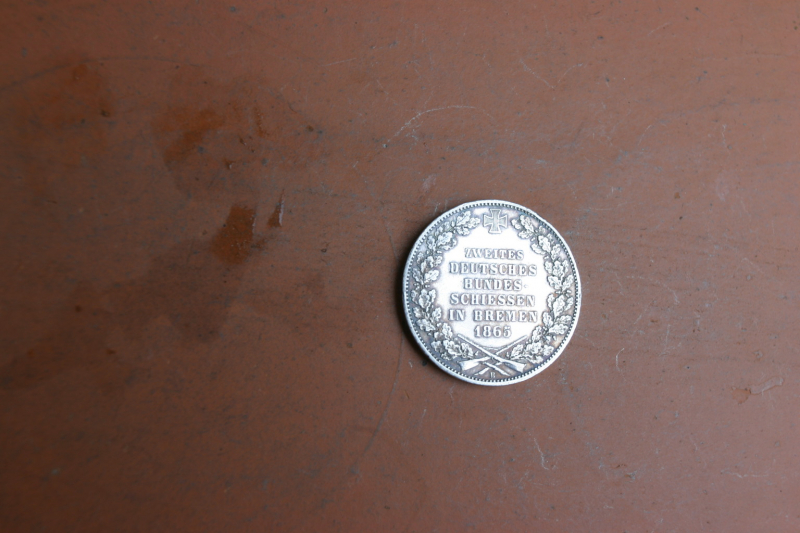 ZWEITES
DEUTSCHES
BUNDES-
SCHIESSEN
IN BREMEN
1865
B